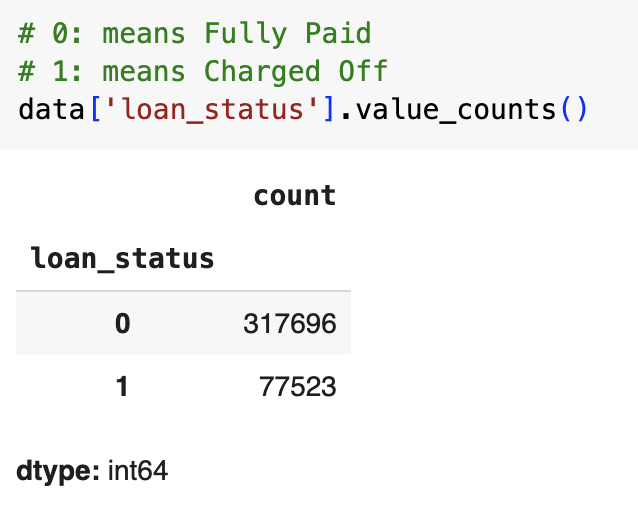 # 0: means Fully Paid
# 1: means Charged Off
data['loan_status'].value_counts()
count
loan_status
0 317696
1 77523
dtype: int64